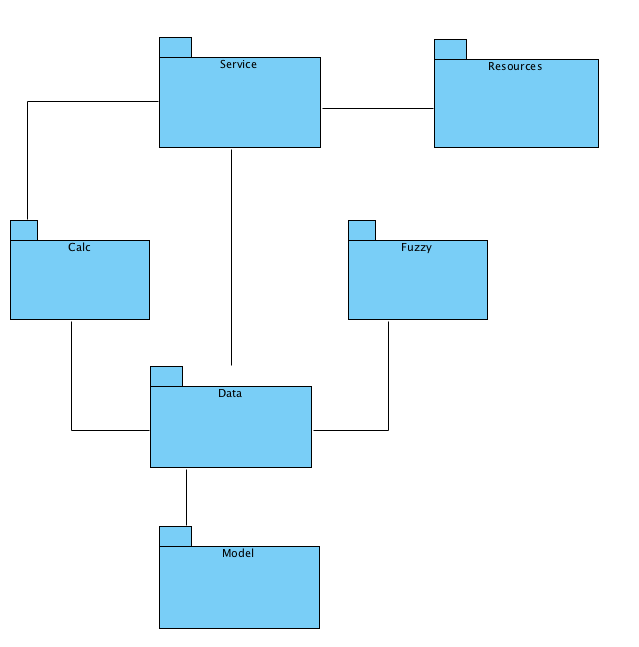 Service
Resources
Calc
Fuzzy
Data
Model